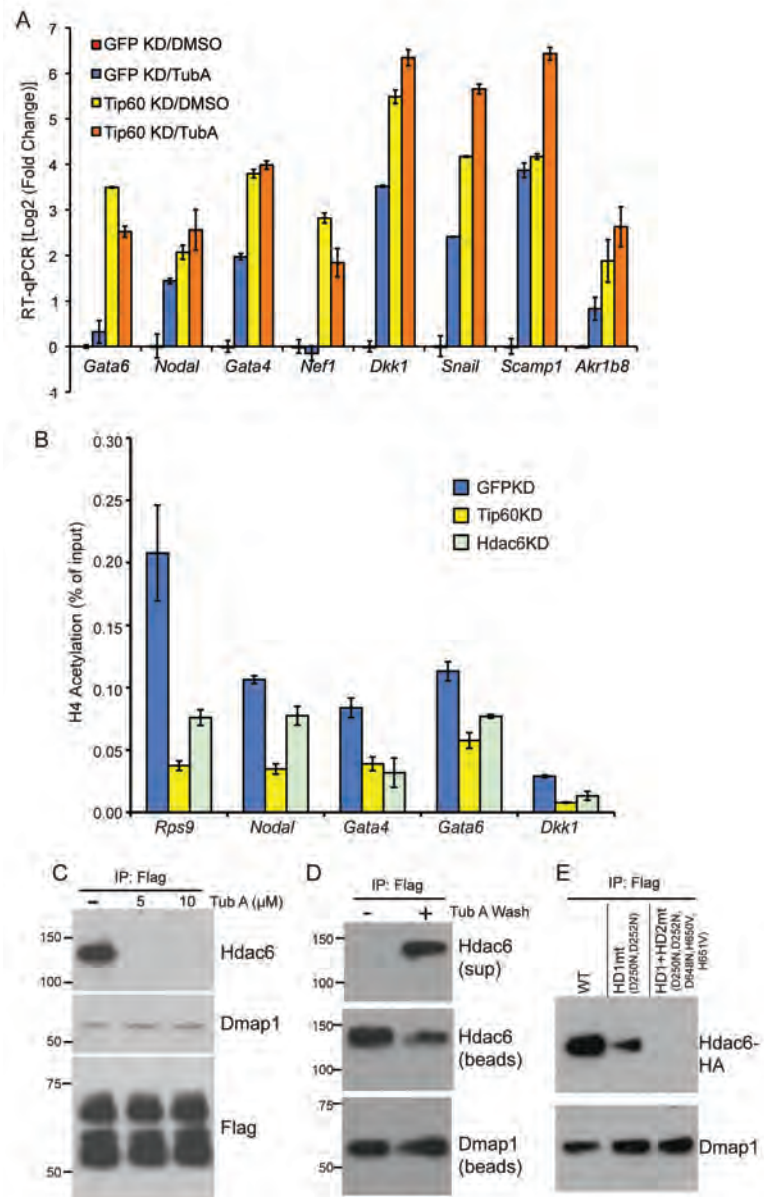 A
GFP KD/DMSO
GFP KD/TubA
Tip60 KD/DMSO
Tip60 KD/TubA
RT-qPCR [Log2 (Fold Change)]
7
6
5
4
3
2
1
0
4
Gata6 Nodal Gata4 Nef1 Dkk1 Snail Scamp1 Akr1b8
B
GFPKD
Tip60KD
Hdac6KD
H4 Acetylation (% of input)
0.30
0.25
0.20
0.15
0.10
0.05
0.00
Rps9 Nodal Gata4 Gata6 Dkk1
C
IP: Flag
– 5 10 Tub A (µM)
150
100
Hdac6
50
Dmap1
75
50
Flag
D
IP: Flag
- + Tub A Wash
150
100
Hdac6
(sup)
150
100
Hdac6
(beads)
75
50
Dmap1
(beads)
E
IP: Flag
WT
HD1mt
(D250N,D252N)
HD1+HD2mt
(D250N,D252N,
D648N,H650V,
H651V)
Hdac6-
HA
Dmap1